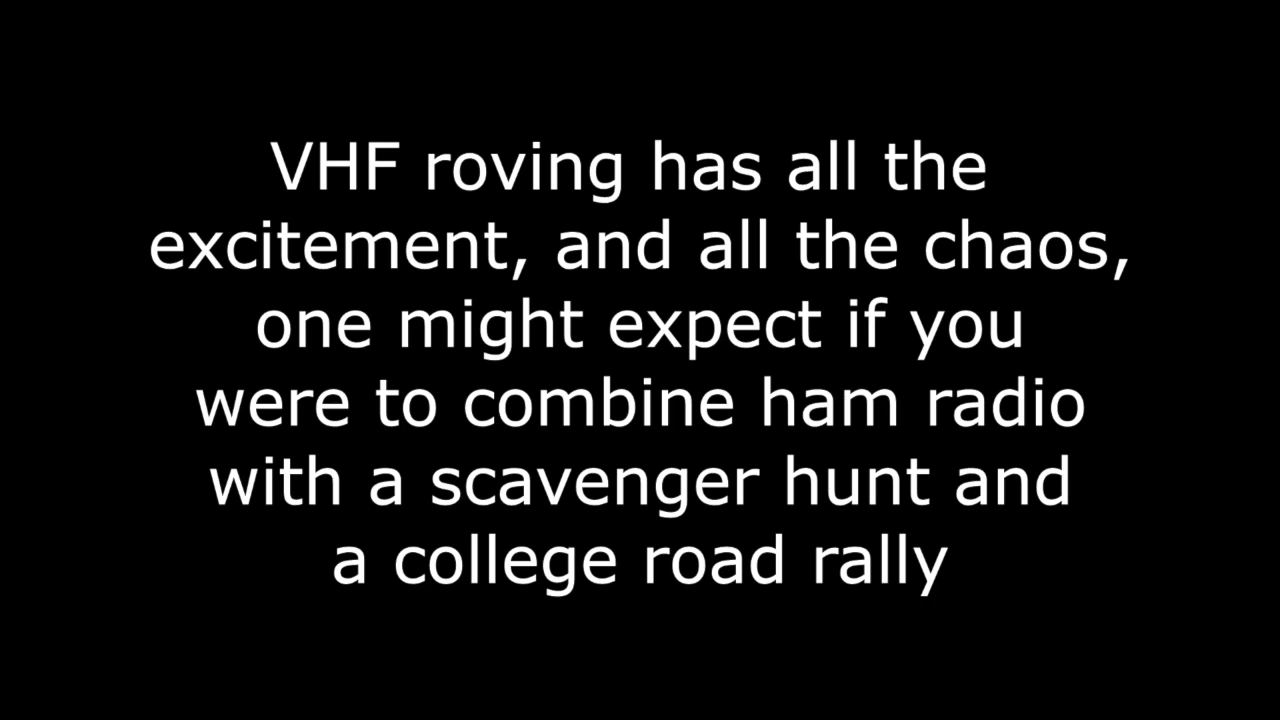 VHF roving has all the
excitement, and all the chaos,
one might expect if you
were to combine ham radio
with a scavenger hunt and
a college road rally